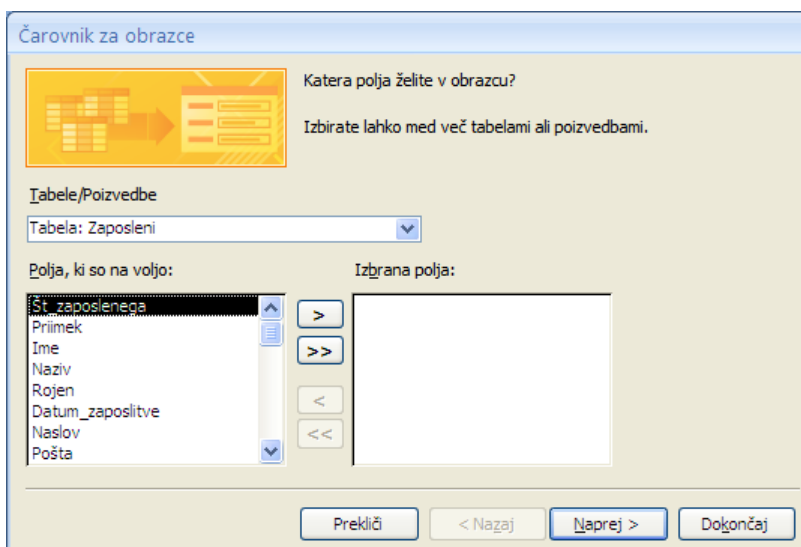 Čarovnik za obrazce
Katera polja želite v obrazcu?
Izbirate lahko med več tabelami ali poizvedbami.
Tabele/Poizvedbe
Tabela: Zaposleni
Polja, ki so na voljo:
Izbrana polja:
Št_zaposlenega
Priimek
Ime
Naziv
Rojen
Datum_zaposlitve
Naslov
Pošta
>
>>
<
<<
Prekliči
< Nazaj
Naprej >
Dokončaj